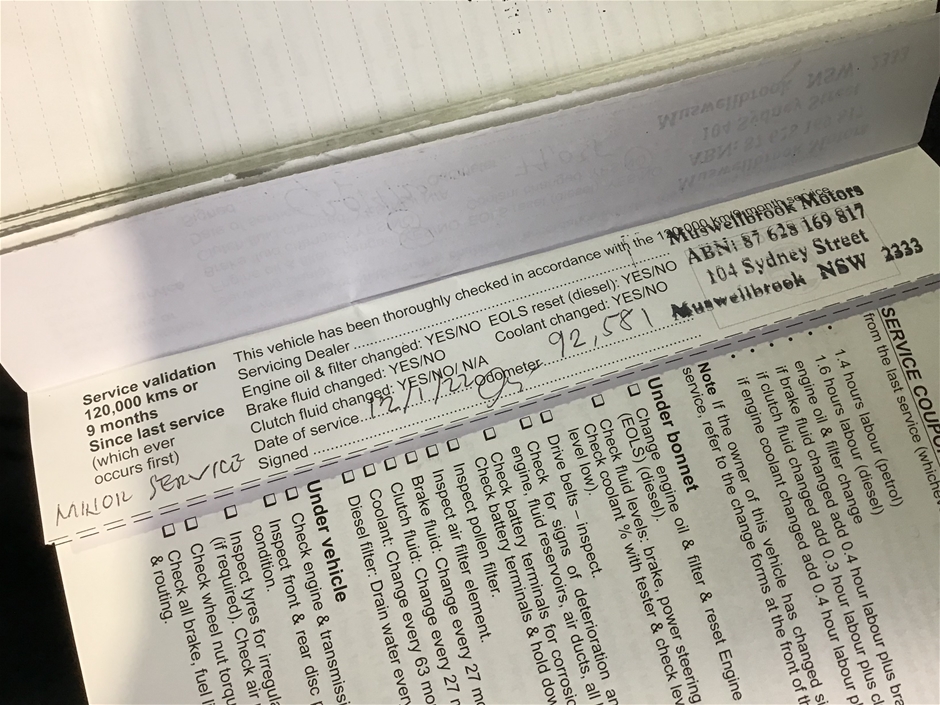 Service validation
120,000 kms or
9 months
Since last service
(which ever
occurs first)
MINOR SERVICE
This vehicle has been thoroughly checked in accordance with the 120,000 km/9 month service.
Servicing Dealer
Engine oil & filter changed: YES/NO EOLS reset (diesel): YES/NO
Brake fluid changed: YES/NO Coolant changed: YES/NO
Clutch fluid changed: YES/NO/ N/A
Date of service 12/1/22 Odometer 92,581
Signed
Muswellbrook Motors
ABN: 87 628 169 817
104 Sydney Street
Muswellbrook NSW 2333
SERVICE COUPO
from the last service (whiche
• 1.4 hours labour (petrol)
• 1.6 hours labour (diesel)
engine oil & filter change
• if brake fluid changed add 0.4 hour labour plus bra
• if clutch fluid changed add 0.3 hour labour plus cl
• if engine coolant changed add 0.4 hour labour pl
Note If the owner of this vehicle has changed si
service, refer to the change forms at the front of th
Under bonnet
Change engine oil & filter & reset Engine
(EOLS) (diesel).
Check fluid levels: brake, power steering
Check coolant % with tester & check lev
level low).
Drive belts – inspect.
Check for signs of deterioration an
engine, fluid reservoirs, air ducts, all
Check battery terminals for corrosio
Check battery terminals & hold dow
Inspect pollen filter.
Inspect air filter element.
Brake fluid: Change every 27 mo
Clutch fluid: Change every 27 m
Coolant: Change every 63 mo
Diesel filter: Drain water ever
Under vehicle
Check engine & transmissi
Inspect front & rear disc
condition.
Inspect tyres for irregula
(if required). Check air
Check wheel nut torqu
Check all brake, fuel l
& routing.